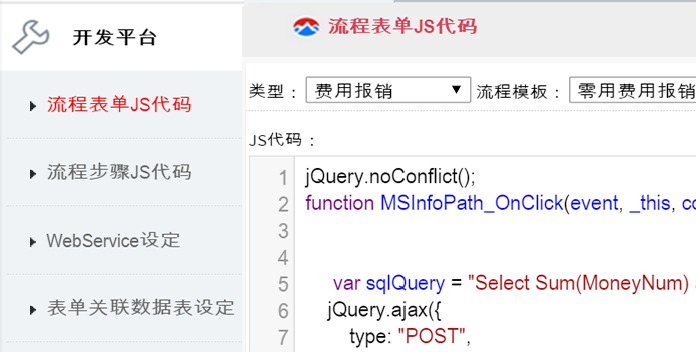 开发平台
流程表单JS代码
流程步骤JS代码
WebService设定
表单关联数据表设定
流程表单JS代码
类型： 费用报销 ▼ 流程模板： 零用费用报销
JS代码：
1 jQuery.noConflict();
2 function MSInfoPath_OnClick(event, _this, co
3
4
5 var sqlQuery = "Select Sum(MoneyNum)
6 jQuery.ajax({
7 type: "POST",